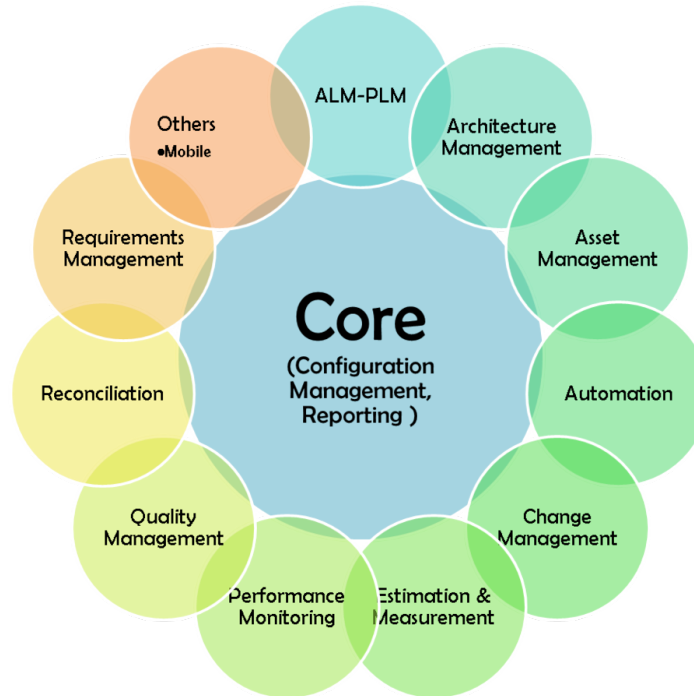 ALM-PLM
Architecture
Management
Asset
Management
Automation
Change
Management
Estimation &
Measurement
Performance
Monitoring
Quality
Management
Reconciliation
Requirements
Management
Others
•Mobile
Core
(Configuration
Management,
Reporting )